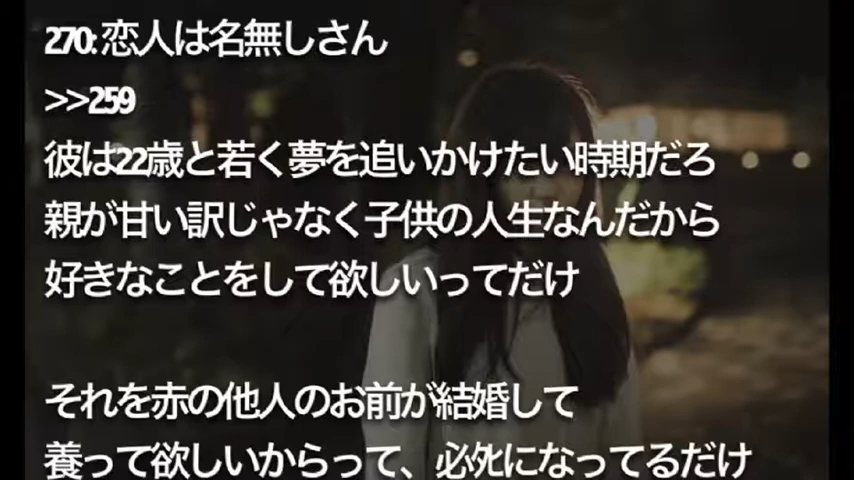 270:恋人は名無しさん
>>259
彼は22歳と若く夢を追いかけたい時期だろ
親が甘い訳じゃなく子供の人生なんだから
好きなことをして欲しいってだけ
それを赤の他人のお前が結婚して
養って欲しいからって、必死になってるだけ